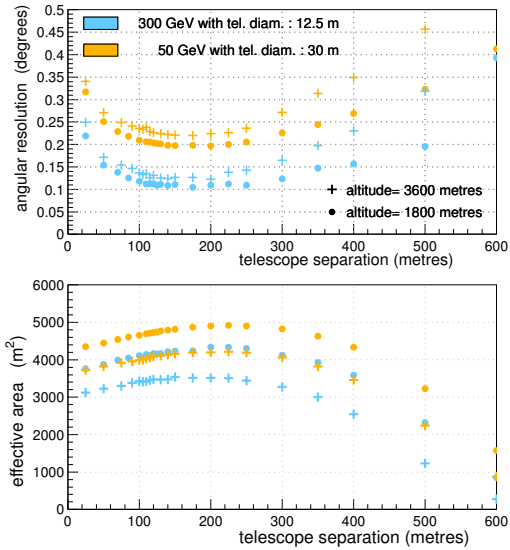 angular resolution (degrees)
0.5
0.45
0.4
0.35
0.3
0.25
0.2
0.15
0.1
0.05
0
300 GeV with tel. diam. : 12.5 m
50 GeV with tel. diam. : 30 m
altitude= 3600 metres
altitude= 1800 metres
0 100 200 300 400 500 600
telescope separation (metres)
effective area (m²)
6000
5000
4000
3000
2000
1000
0
0 100 200 300 400 500 600
telescope separation (metres)